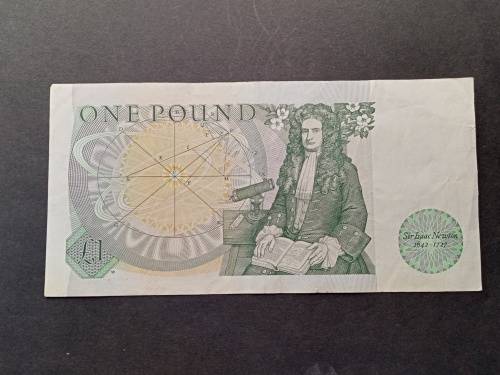 ONE POUND
£1
Sir Isaac Newton
1642-1727